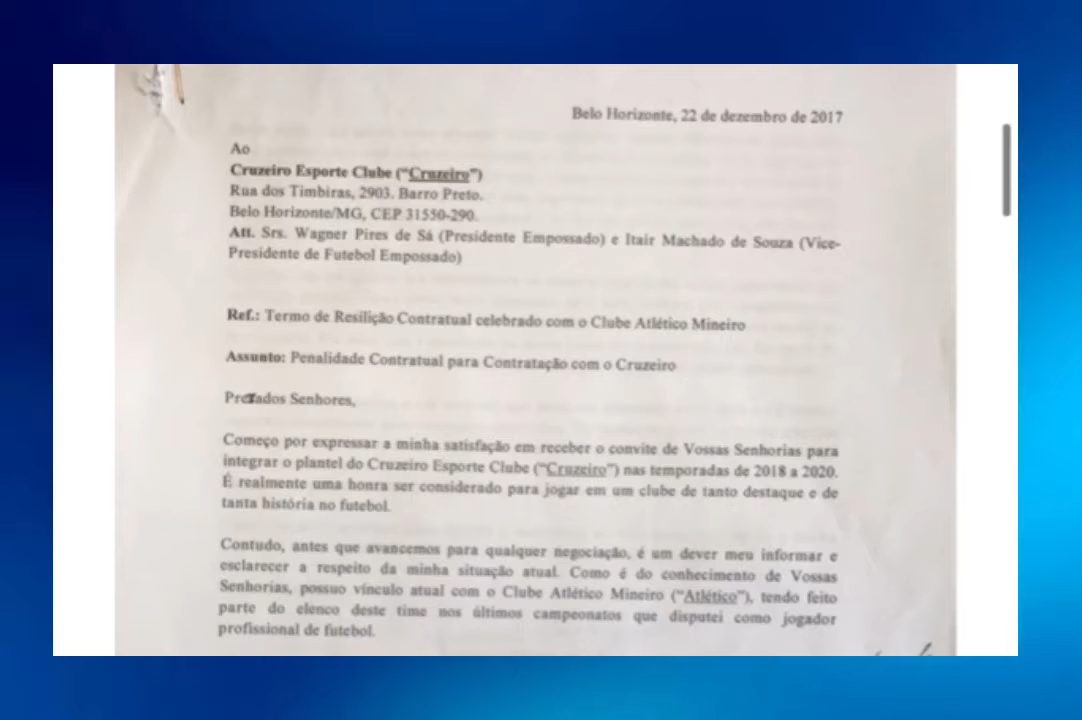 Belo Horizonte, 22 de dezembro de 2017
Ao
Cruzeiro Esporte Clube ("Cruzeiro")
Rua dos Timbiras, 2903. Barro Preto.
Belo Horizonte/MG, CEP 31550-290.
Att. Srs. Wagner Pires de Sá (Presidente Empossado) e Itair Machado de Souza (Vice-
Presidente de Futebol Empossado)
Ref.: Termo de Resilição Contratual celebrado com o Clube Atlético Mineiro
Assunto: Penalidade Contratual para Contratação com o Cruzeiro
Prezados Senhores,
Começo por expressar a minha satisfação em receber o convite de Vossas Senhorias para
integrar o plantel do Cruzeiro Esporte Clube ("Cruzeiro") nas temporadas de 2018 a 2020.
É realmente uma honra ser considerado para jogar em um clube de tanto destaque e de
tanta história no futebol.
Contudo, antes que avancemos para qualquer negociação, é um dever meu informar e
esclarecer a respeito da minha situação atual. Como é do conhecimento de Vossas
Senhorias, possuo vínculo atual com o Clube Atlético Mineiro ("Atlético"), tendo feito
parte do elenco deste time nos últimos campeonatos que disputei como jogador
profissional de futebol.